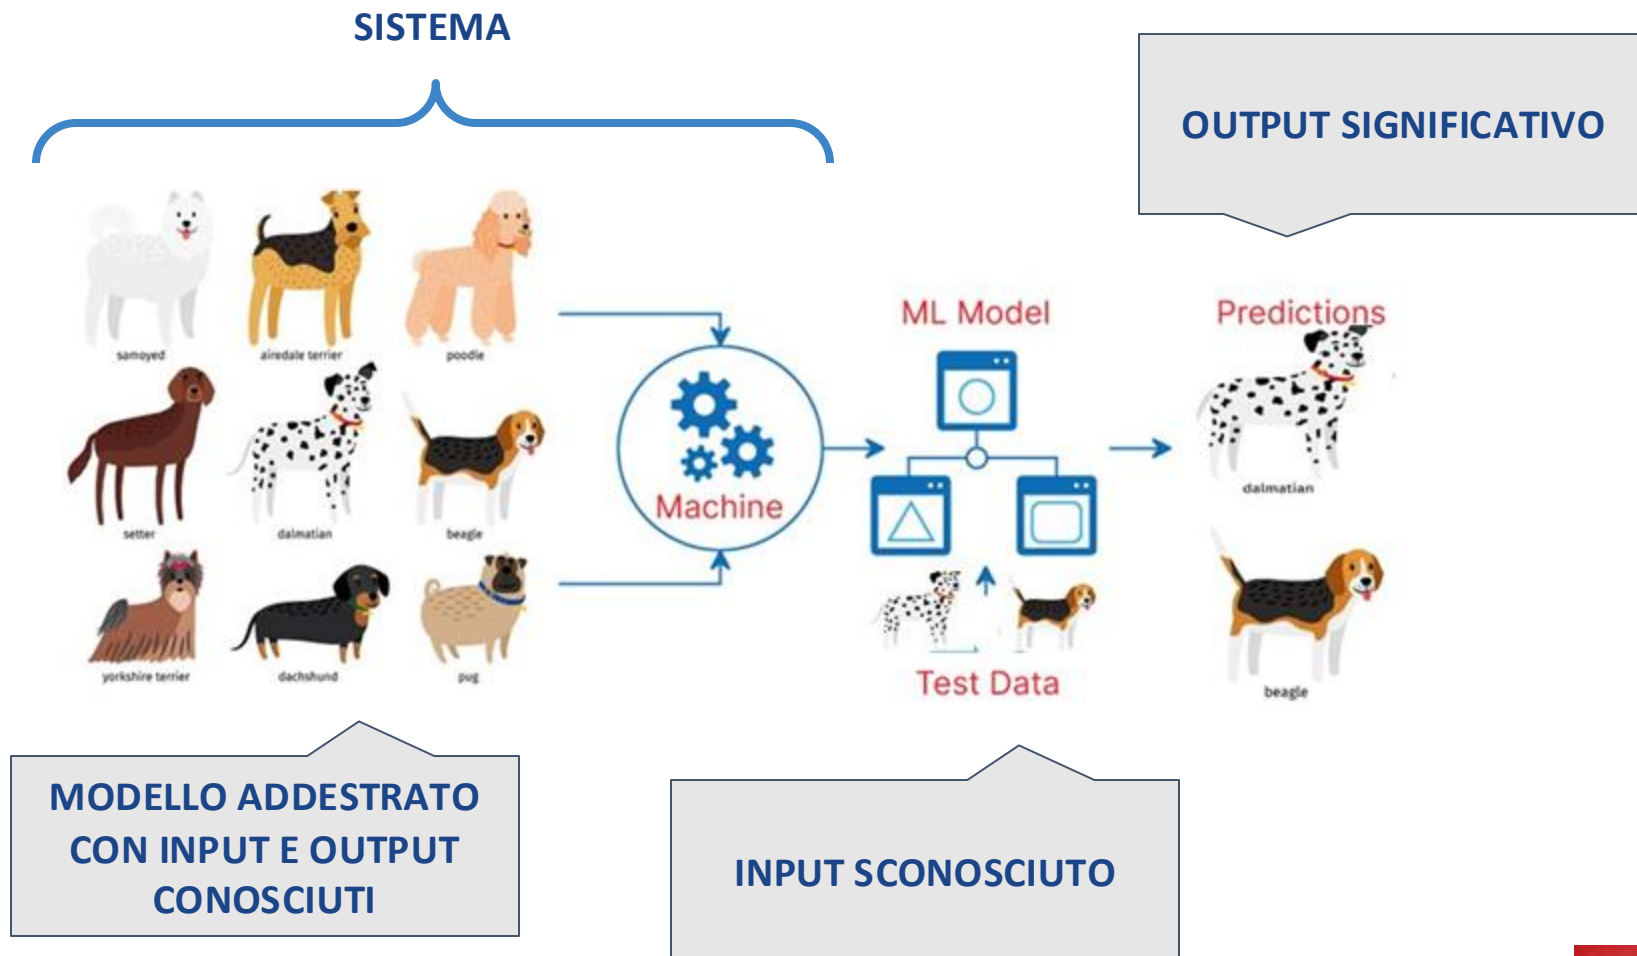 SISTEMA
OUTPUT SIGNIFICATIVO
samoyed
airedale terrier
poodle
setter
dalmatian
beagle
yorkshire terrier
dachshund
pug
Machine
ML Model
Test Data
Predictions
dalmatian
beagle
MODELLO ADDESTRATO
CON INPUT E OUTPUT
CONOSCIUTI
INPUT SCONOSCIUTO